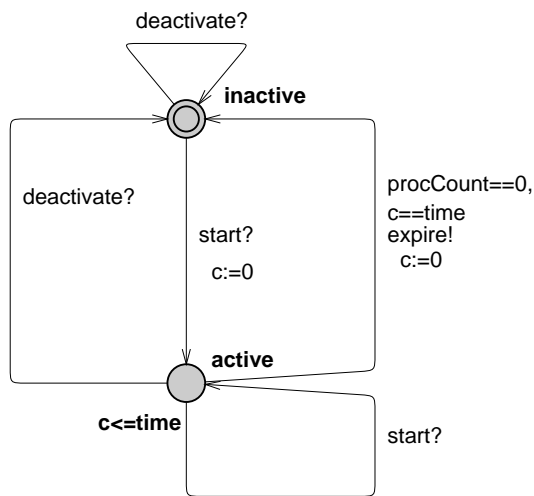 deactivate?
inactive
deactivate?
procCount==0,
c==time
expire!
c:=0
start?
c:=0
active
c<=time
start?